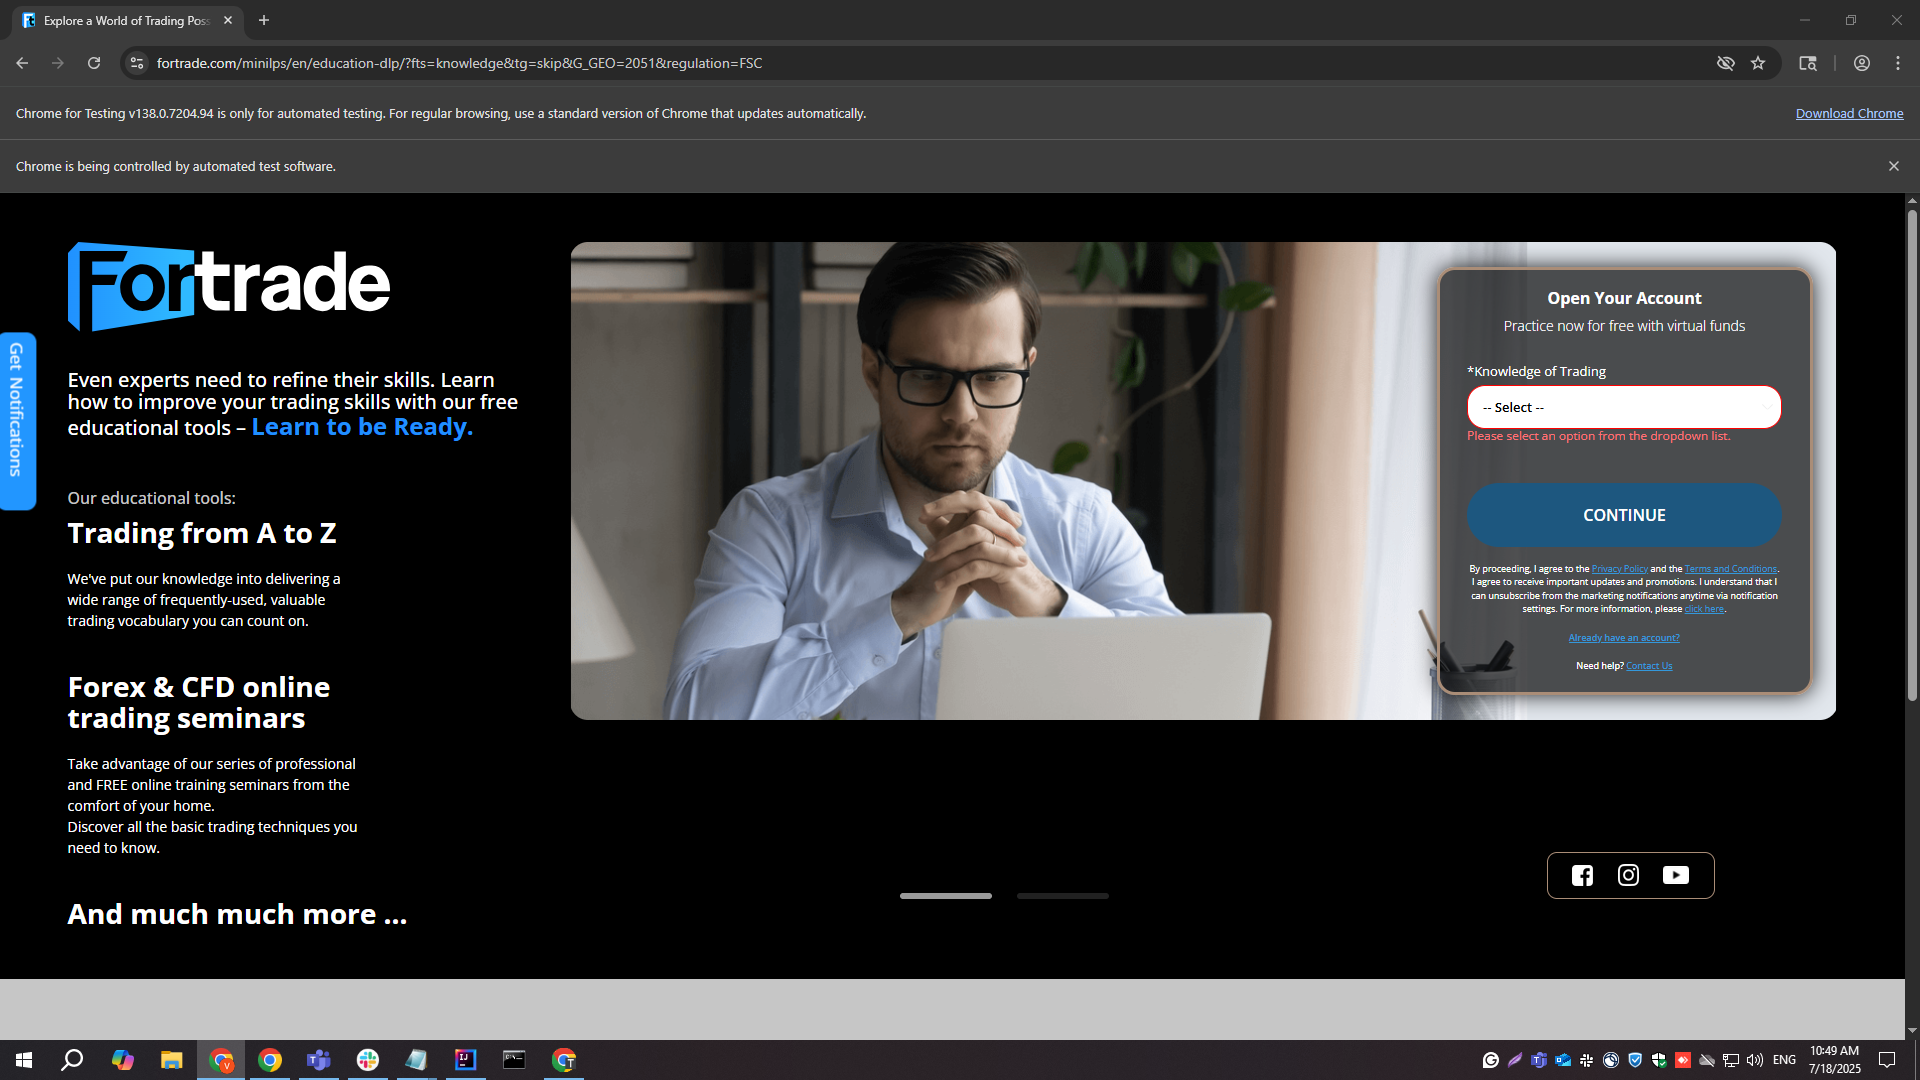 Explore a World of Trading Pos
fortrade.com/minilps/en/education-dlp/?fts=knowledge&tg=skip&G_GEO=2051&regulation=FSC
Chrome for Testing v138.0.7204.94 is only for automated testing. For regular browsing, use a standard version of Chrome that updates automatically.
Download Chrome
Chrome is being controlled by automated test software.
Fortrade
Get Notifications
Even experts need to refine their skills. Learn
how to improve your trading skills with our free
educational tools – Learn to be Ready.
Our educational tools:
Trading from A to Z
We've put our knowledge into delivering a
wide range of frequently-used, valuable
trading vocabulary you can count on.
Forex & CFD online
trading seminars
Take advantage of our series of professional
and FREE online training seminars from the
comfort of your home.
Discover all the basic trading techniques you
need to know.
And much much more ...
Open Your Account
Practice now for free with virtual funds
*Knowledge of Trading
-- Select --
Please select an option from the dropdown list.
CONTINUE
By proceeding, I agree to the Privacy Policy and the Terms and Conditions.
I agree to receive important updates and promotions. I understand that I
can unsubscribe from the marketing notifications anytime via notification
settings. For more information, please click here.
Already have an account?
Need help? Contact Us
ENG
10:49 AM
7/18/2025